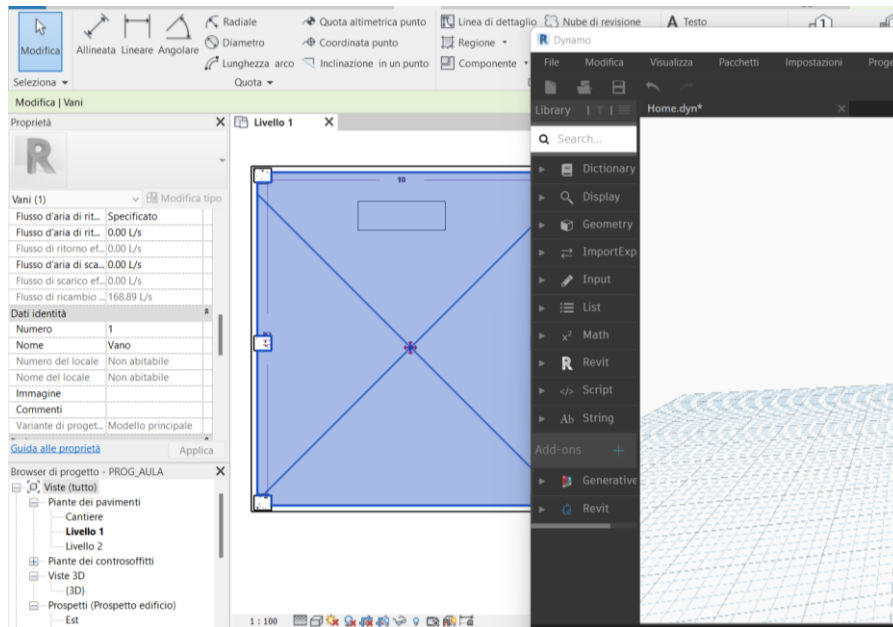 Radiale
Quota altimetrica punto
Linea di dettaglio
Nube di revisione
A Testo
Modifica
Allineata
Lineare
Angolare
Diametro
Coordinata punto
Regione
Lunghezza arco
Inclinazione in un punto
Componente
Seleziona
Quota
R Dynamo
File
Modifica
Visualizza
Pacchetti
Impostazioni
Modifica | Vani
Proprietà
Livello 1
Library
Home.dyn*
Search...
R
Vani (1)
Modifica tipo
Flusso d'aria di rit... Specificato
Flusso d'aria di rit... 0.00 L/s
Flusso di ritorno ef... 0.00 L/s
Flusso d'aria di sca... 0.00 L/s
Flusso di scarico ef... 0.00 L/s
Flusso di ricambio ... 168.89 L/s
Dati identità
Numero 1
Nome Vano
Numero del locale Non abitabile
Nome del locale Non abitabile
Immagine
Commenti
Variante di proget... Modello principale
Guida alle proprietà
Applica
Browser di progetto - PROG_AULA
Viste (tutto)
Piante dei pavimenti
Cantiere
Livello 1
Livello 2
Piante dei controsoffitti
Viste 3D
(3D)
Prospetti (Prospetto edificio)
Est
1 : 100
Dictionary
Display
Geometry
ImportExp
Input
List
x² Math
R Revit
</> Script
Ab String
Add-ons +
Generative
Revit